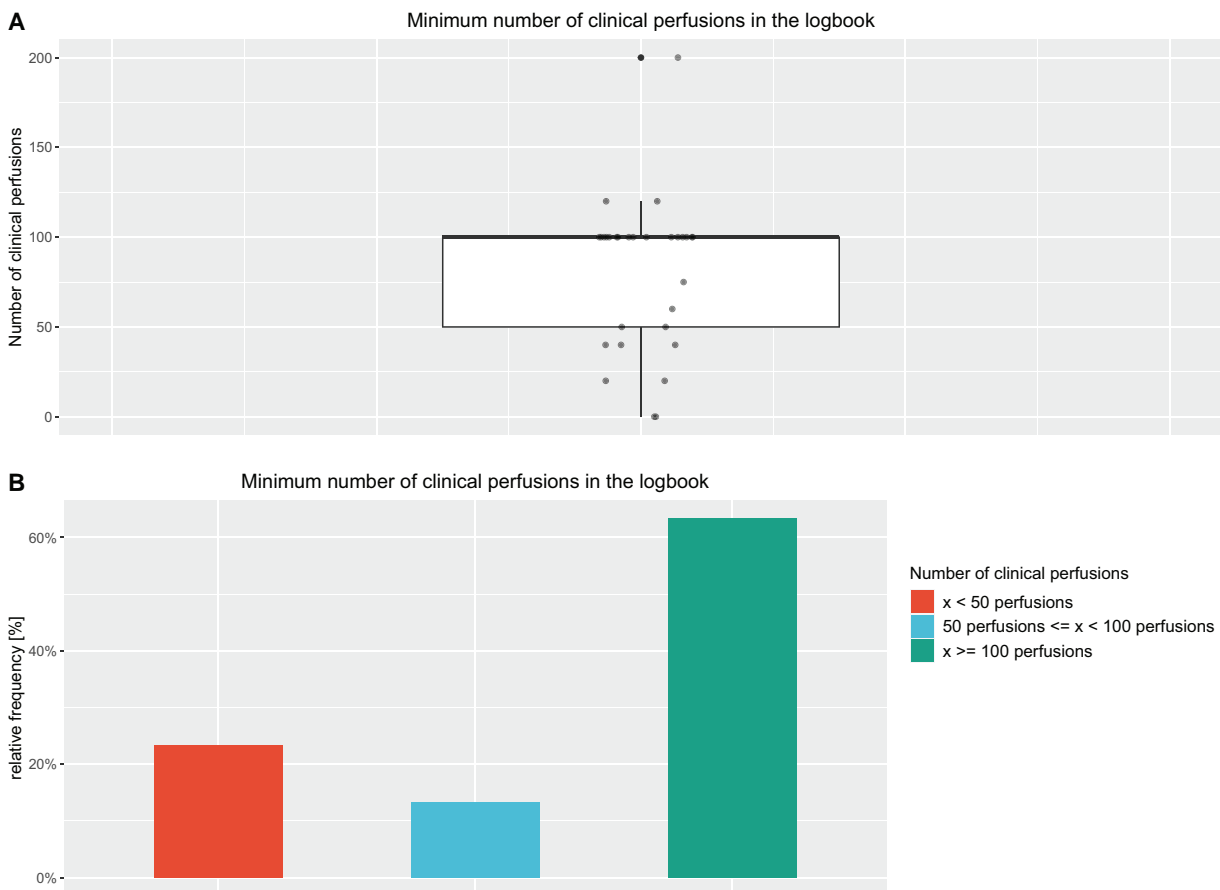 A
Minimum number of clinical perfusions in the logbook
Number of clinical perfusions
200
150
100
50
0
B
Minimum number of clinical perfusions in the logbook
relative frequency [%]
60%
40%
20%
0%
Number of clinical perfusions
x < 50 perfusions
50 perfusions <= x < 100 perfusions
x >= 100 perfusions